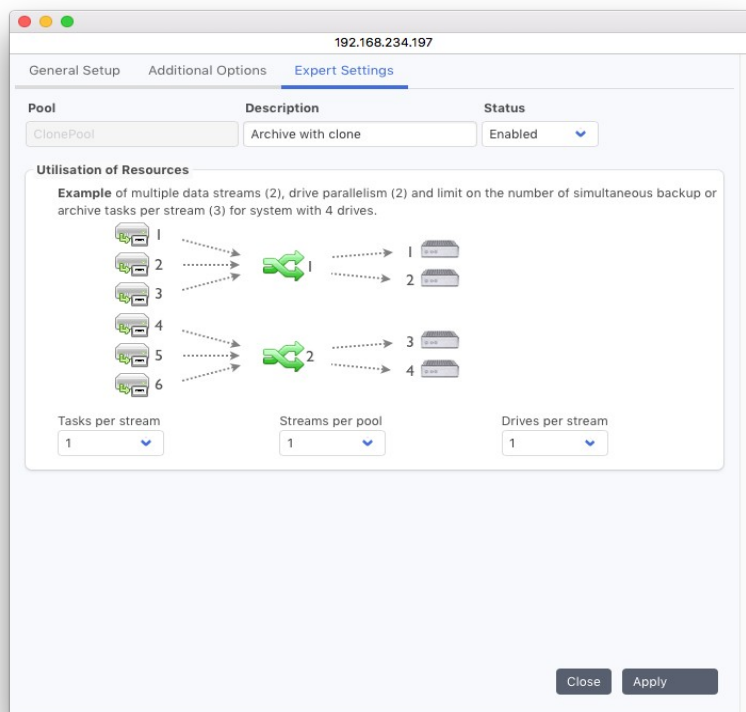 192.168.234.197
General Setup Additional Options Expert Settings
Pool Description Status
ClonePool Archive with clone Enabled
Utilisation of Resources
Example of multiple data streams (2), drive parallelism (2) and limit on the number of simultaneous backup or
archive tasks per stream (3) for system with 4 drives.
1
2
3
4
5
6
1
2
1
2
3
4
Tasks per stream Streams per pool Drives per stream
1 1 1
Close Apply